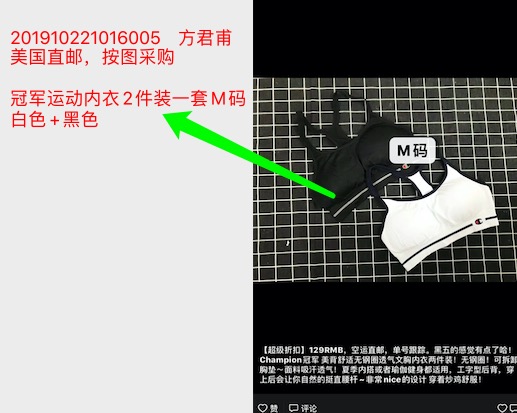 201910221016005 方君甫
美国直邮，按图采购
冠军运动内衣2件装一套M码
白色+黑色
M码
【超级折扣】129RMB，空运直邮，单号跟踪。黑五的感觉有点了哈！
Champion冠军 美背舒适无钢圈透气文胸内衣两件装！无钢圈！可拆卸
胸垫～面料吸汗透气！夏季内搭或者瑜伽健身都适用，工字型后背，穿
上后会让你自然的挺直腰杆～非常nice的设计 穿着炒鸡舒服！
赞 评论